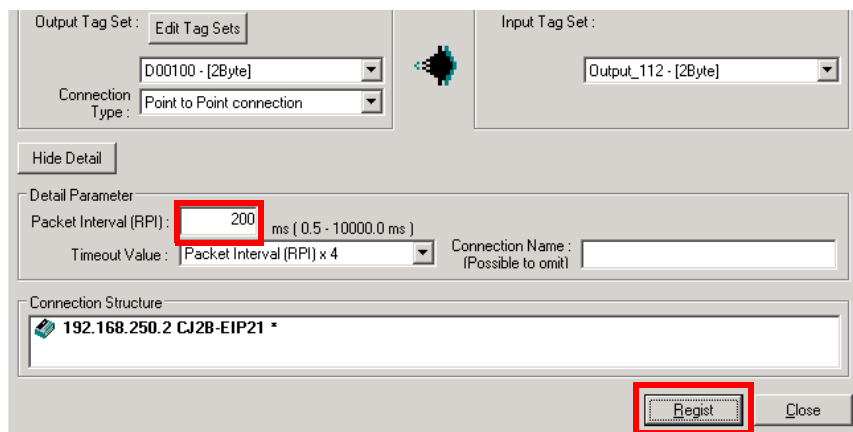 Output Tag Set : Edit Tag Sets
Input Tag Set :
D00100 - [2Byte]
Output_112 - [2Byte]
Connection Type : Point to Point connection
Hide Detail
Detail Parameter
Packet Interval (RPI) : 200 ms ( 0.5 - 10000.0 ms )
Timeout Value : Packet Interval (RPI) x 4
Connection Name :
(Possible to omit)
Connection Structure
192.168.250.2 CJ2B-EIP21 *
Regist Close